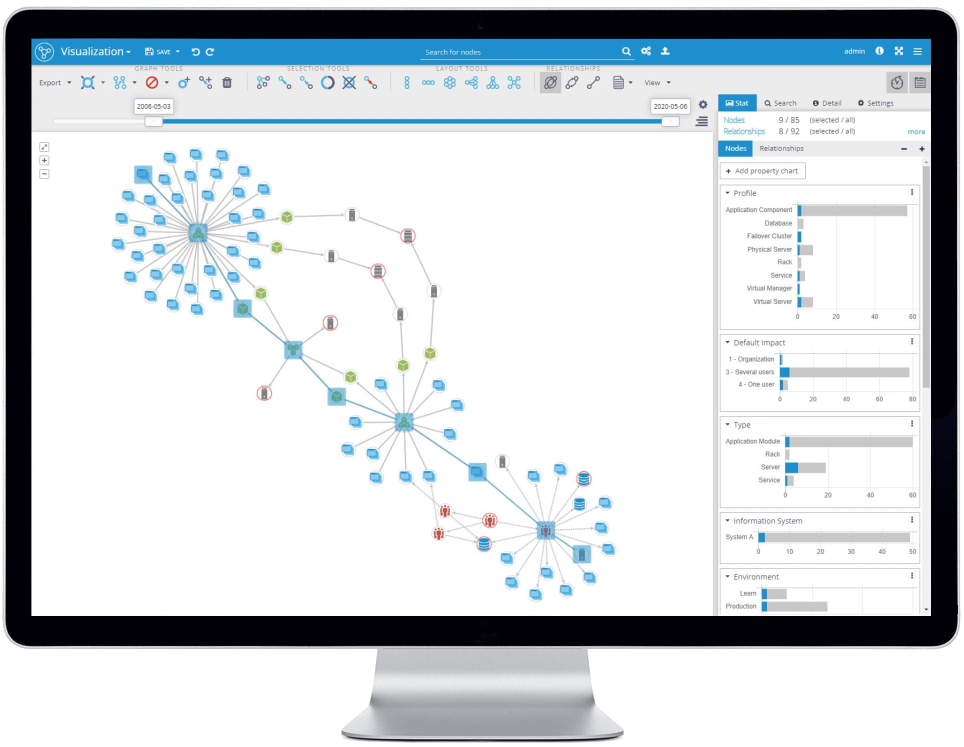 Visualization SAVE Search for nodes admin
GRAPH TOOLS SELECTION TOOLS LAYOUT TOOLS RELATIONSHIPS
Export View
2006-05-03 2020-05-06
Stat Search Detail Settings
Nodes 9 / 85 (selected / all)
Relationships 8 / 92 (selected / all) more
Nodes Relationships
+ Add property chart
Profile
Application Component
Database
Failover Cluster
Physical Server
Rack
Service
Virtual Manager
Virtual Server
0 20 40 60
Default Impact
1 - Organization
3 - Several users
4 - One user
0 20 40 60 80
Type
Application Module
Rack
Server
Service
0 20 40 60
Information System
System A
0 10 20 30 40 50
Environment
Learn
Production